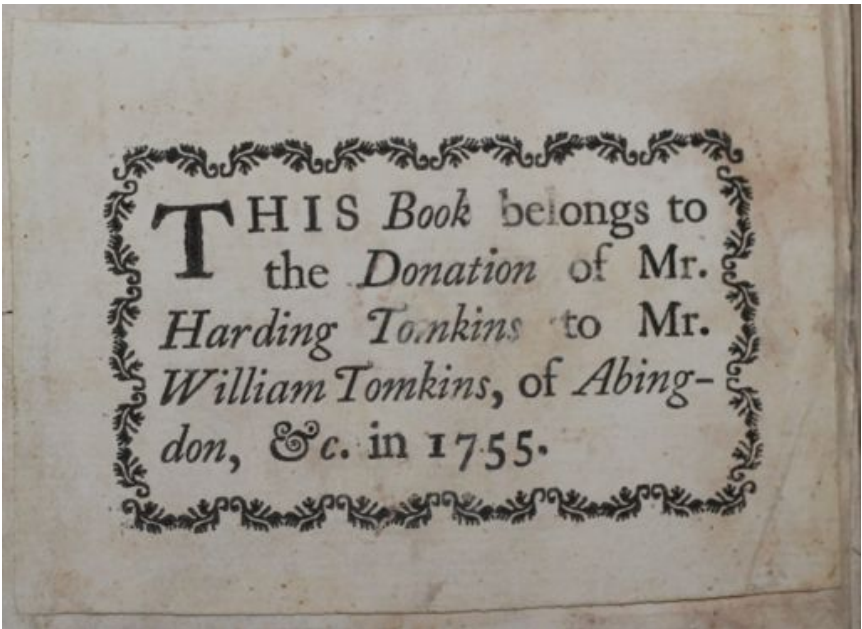 THIS Book belongs to
the Donation of Mr.
Harding Tomkins to Mr.
William Tomkins, of Abing-
don, &c. in 1755.